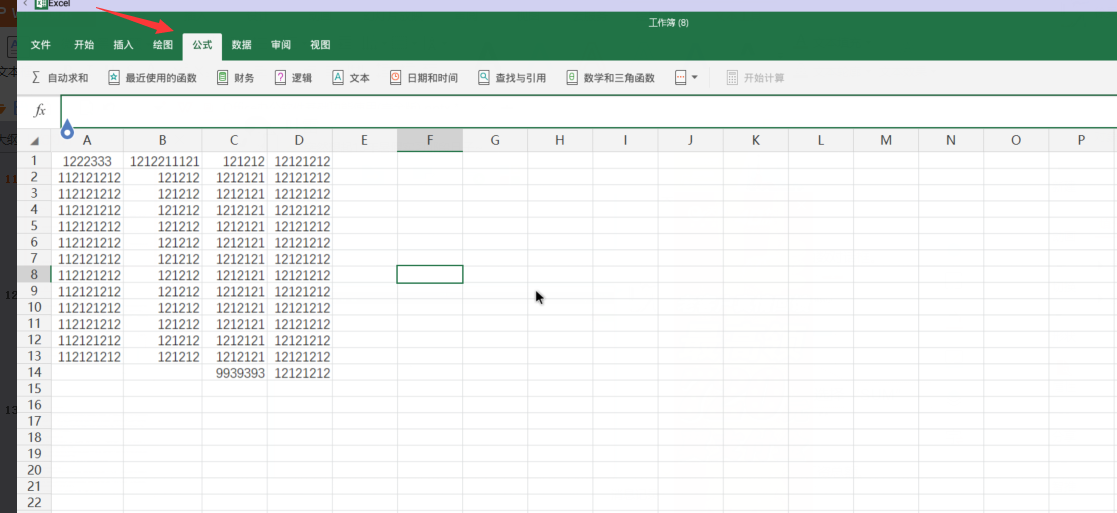 Excel
工作簿 (8)
文件 开始 插入 绘图 公式 数据 审阅 视图
∑ 自动求和 最近使用的函数 财务 逻辑 文本 日期和时间 查找与引用 数学和三角函数 开始计算
fx
A B C D E F G H I J K L M N O P
1 1222333 1212211121 121212 12121212
2 112121212 121212 1212121 12121212
3 112121212 121212 1212121 12121212
4 112121212 121212 1212121 12121212
5 112121212 121212 1212121 12121212
6 112121212 121212 1212121 12121212
7 112121212 121212 1212121 12121212
8 112121212 121212 1212121 12121212
9 112121212 121212 1212121 12121212
10 112121212 121212 1212121 12121212
11 112121212 121212 1212121 12121212
12 112121212 121212 1212121 12121212
13 112121212 121212 1212121 12121212
14 9939393 12121212
15
16
17
18
19
20
21
22